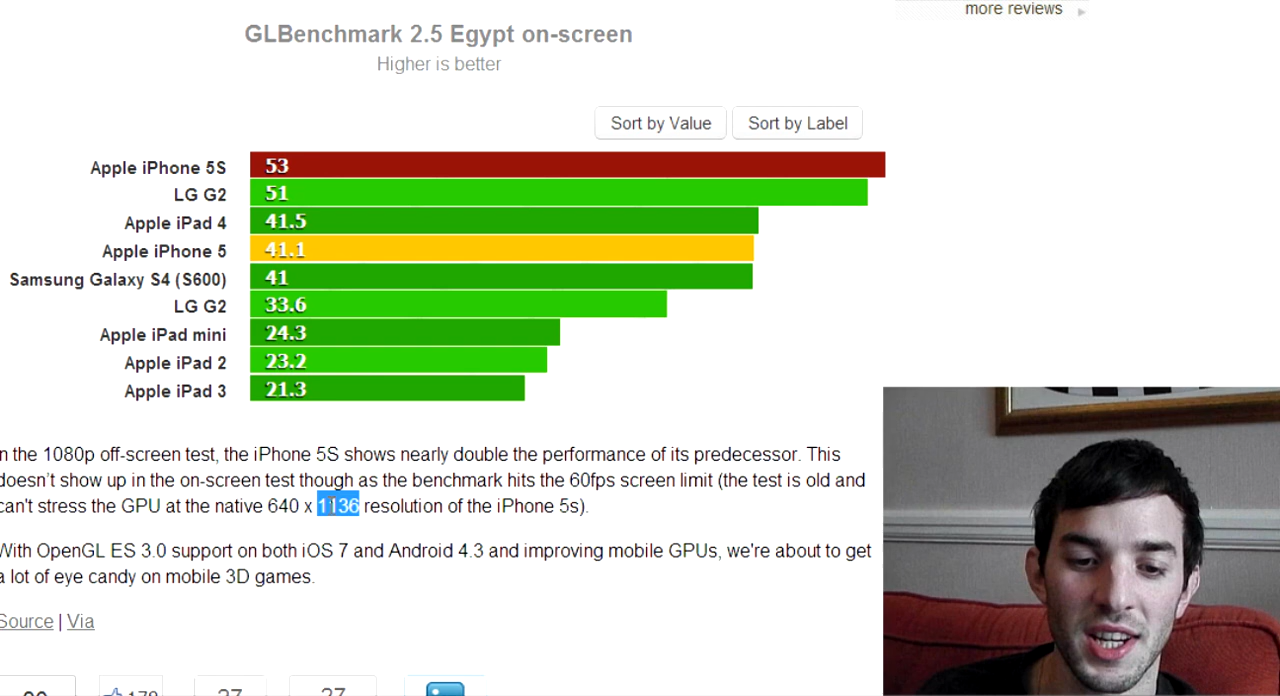 more reviews
GLBenchmark 2.5 Egypt on-screen
Higher is better
Sort by Value Sort by Label
Apple iPhone 5S 53
LG G2 51
Apple iPad 4 41.5
Apple iPhone 5 41.1
Samsung Galaxy S4 (S600) 41
LG G2 33.6
Apple iPad mini 24.3
Apple iPad 2 23.2
Apple iPad 3 21.3
n the 1080p off-screen test, the iPhone 5S shows nearly double the performance of its predecessor. This
doesn't show up in the on-screen test though as the benchmark hits the 60fps screen limit (the test is old and
can't stress the GPU at the native 640 x 1136 resolution of the iPhone 5s).
With OpenGL ES 3.0 support on both iOS 7 and Android 4.3 and improving mobile GPUs, we're about to get
a lot of eye candy on mobile 3D games.
Source | Via
27 27